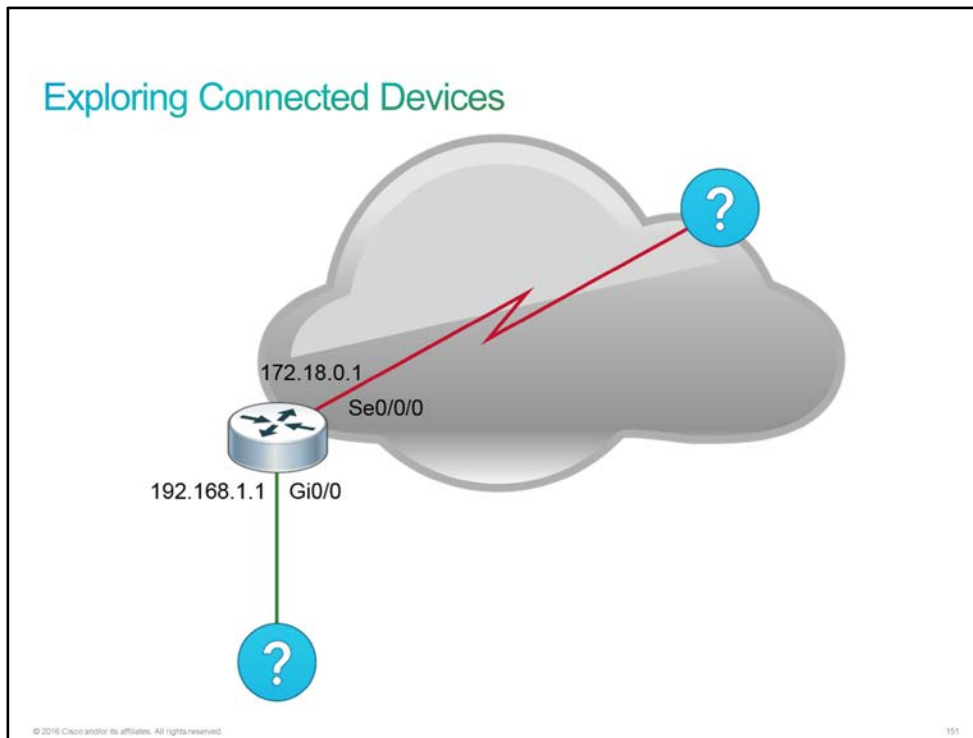 Exploring Connected Devices
?
172.18.0.1
Se0/0/0
192.168.1.1 Gi0/0
?
© 2016 Cisco and/or its affiliates. All rights reserved.
151